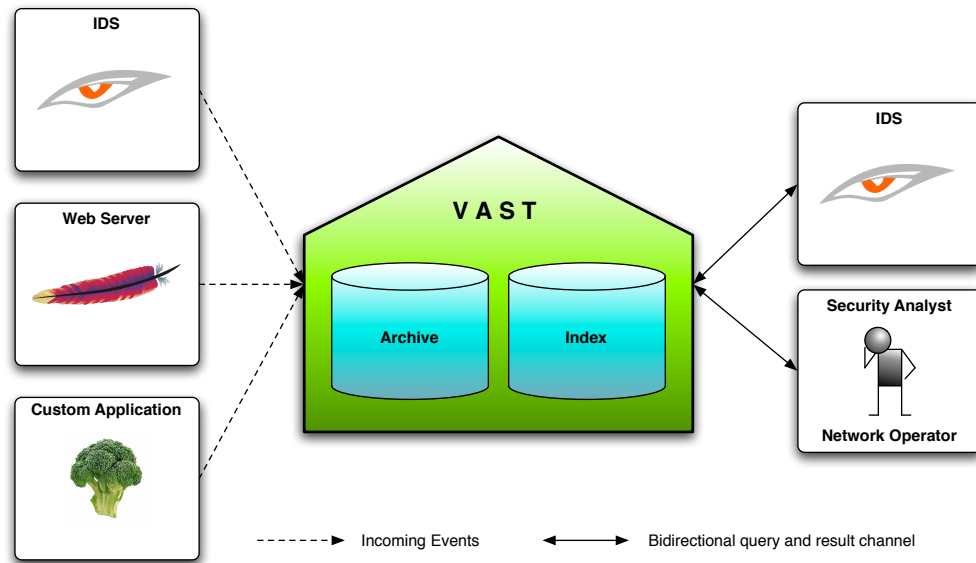 IDS
Web Server
Custom Application
V A S T
Archive
Index
IDS
Security Analyst
Network Operator
Incoming Events
Bidirectional query and result channel